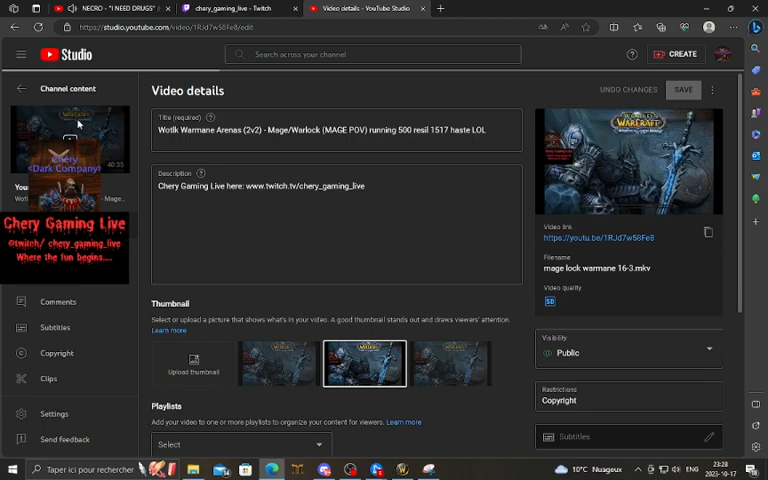 NECRO - "I NEED DRUGS"
chery_gaming_live - Twitch
Video details - YouTube Studio
https://studio.youtube.com/video/1RJd7w58Fe8/edit
Studio
Search across your channel
CREATE
Channel content
Video details
UNDO CHANGES
SAVE
Title (required)
Wotlk Warmane Arenas (2v2) - Mage/Warlock (MAGE POV) running 500 resil 1517 haste LOL
Description
Chery Gaming Live here: www.twitch.tv/chery_gaming_live
40:35
Chery
<Dark Company>
Chery Gaming Live
@twitch/ chery_gaming_live
Where the fun begins....
WARCRAFT
Video link
https://youtu.be/1RJd7w58Fe8
Filename
mage lock warmane 16-3.mkv
Video quality
SD
Comments
Subtitles
Copyright
Clips
Settings
Send feedback
Thumbnail
Select or upload a picture that shows what's in your video. A good thumbnail stands out and draws viewers' attention.
Learn more
Upload thumbnail
Visibility
Public
Restrictions
Copyright
Subtitles
Playlists
Add your video to one or more playlists to organize your content for viewers. Learn more
Select
Taper ici pour rechercher
10°C Nuageux
ENG
23:28
2023-10-17